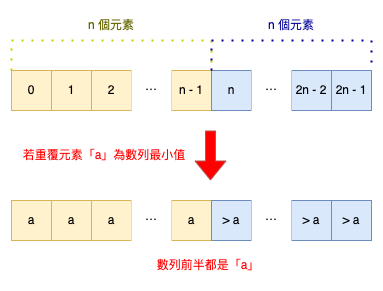 n 個元素 n 個元素
0 1 2 ⋯ n - 1 n ⋯ 2n - 2 2n - 1
若重覆元素「a」為數列最小值
a a a ⋯ a > a ⋯ > a > a
數列前半都是「a」